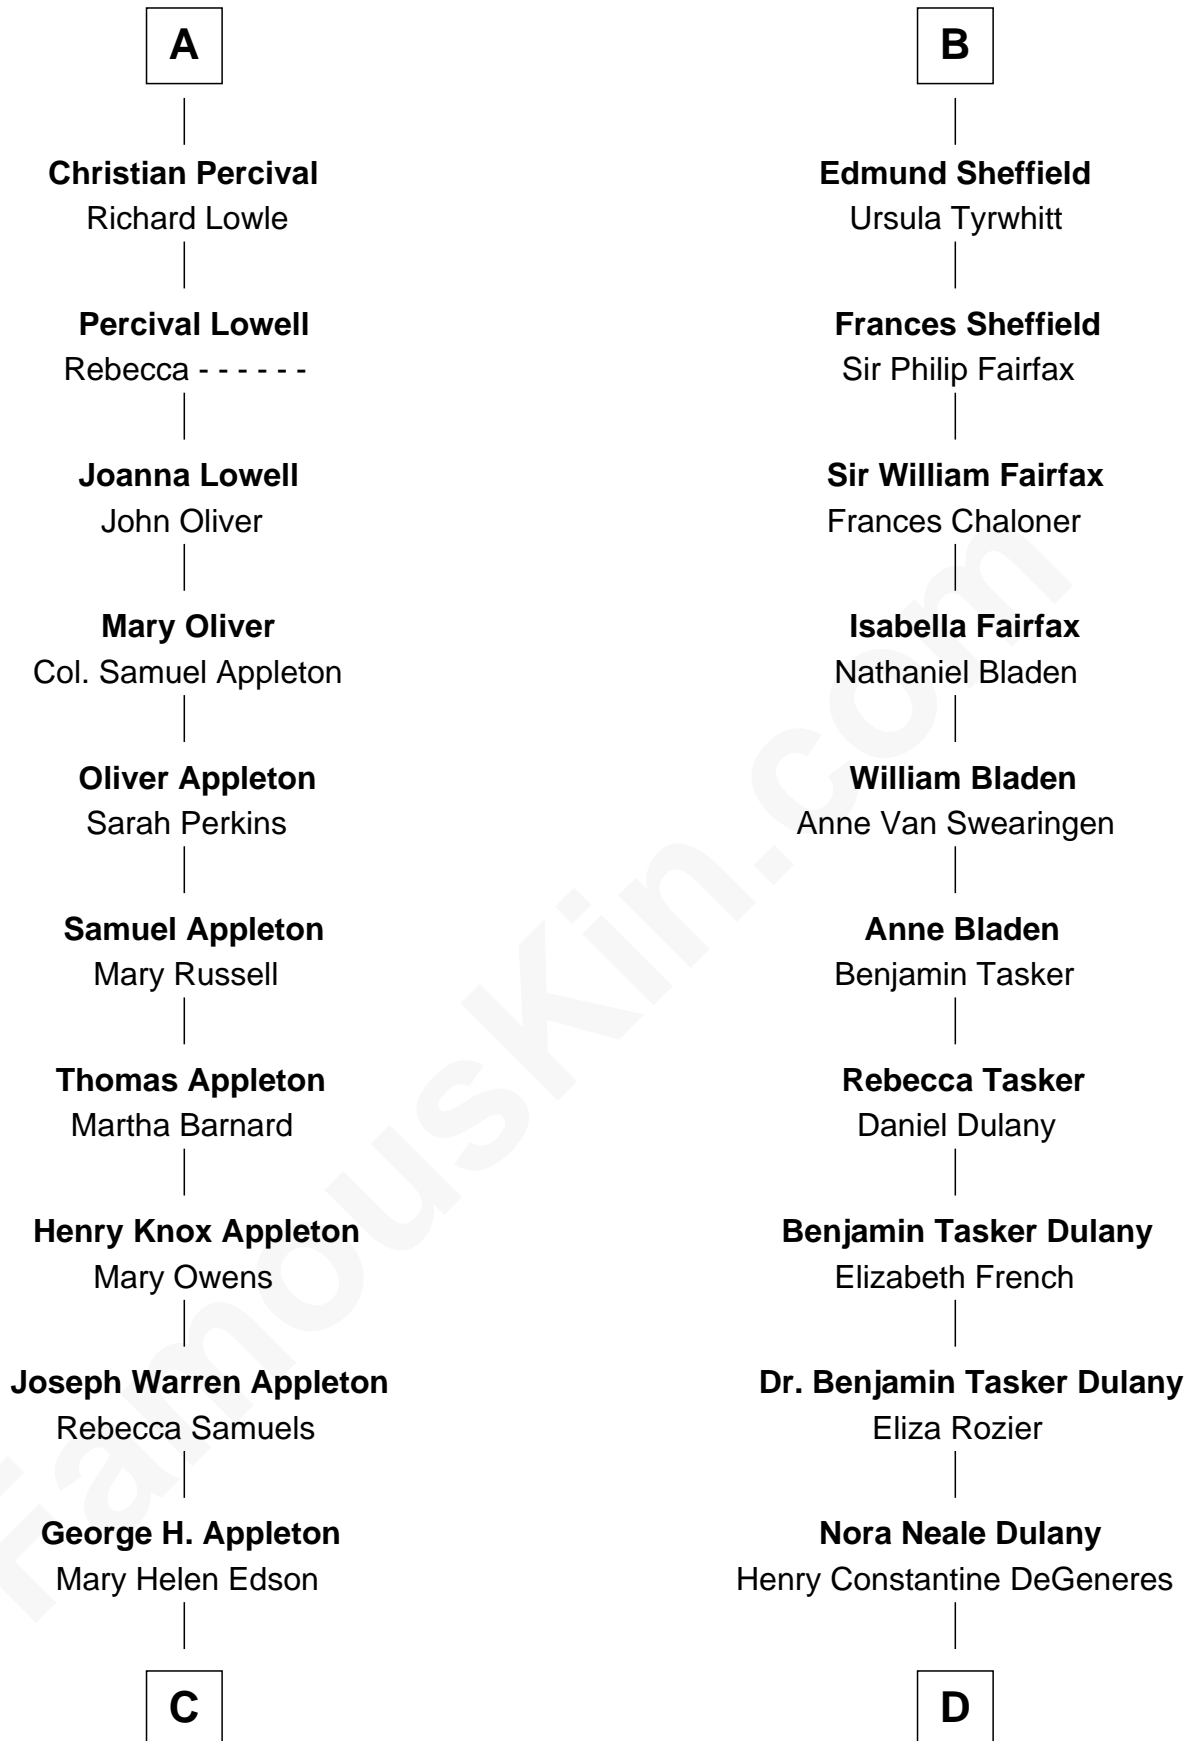 A
Christian Percival
Richard Lowle
Percival Lowell
Rebecca - - - - - -
Joanna Lowell
John Oliver
Mary Oliver
Col. Samuel Appleton
Oliver Appleton
Sarah Perkins
Samuel Appleton
Mary Russell
Thomas Appleton
Martha Barnard
Henry Knox Appleton
Mary Owens
Joseph Warren Appleton
Rebecca Samuels
George H. Appleton
Mary Helen Edson
C
B
Edmund Sheffield
Ursula Tyrwhitt
Frances Sheffield
Sir Philip Fairfax
Sir William Fairfax
Frances Chaloner
Isabella Fairfax
Nathaniel Bladen
William Bladen
Anne Van Swearingen
Anne Bladen
Benjamin Tasker
Rebecca Tasker
Daniel Dulany
Benjamin Tasker Dulany
Elizabeth French
Dr. Benjamin Tasker Dulany
Eliza Rozier
Nora Neale Dulany
Henry Constantine DeGeneres
D
FamousKin.com